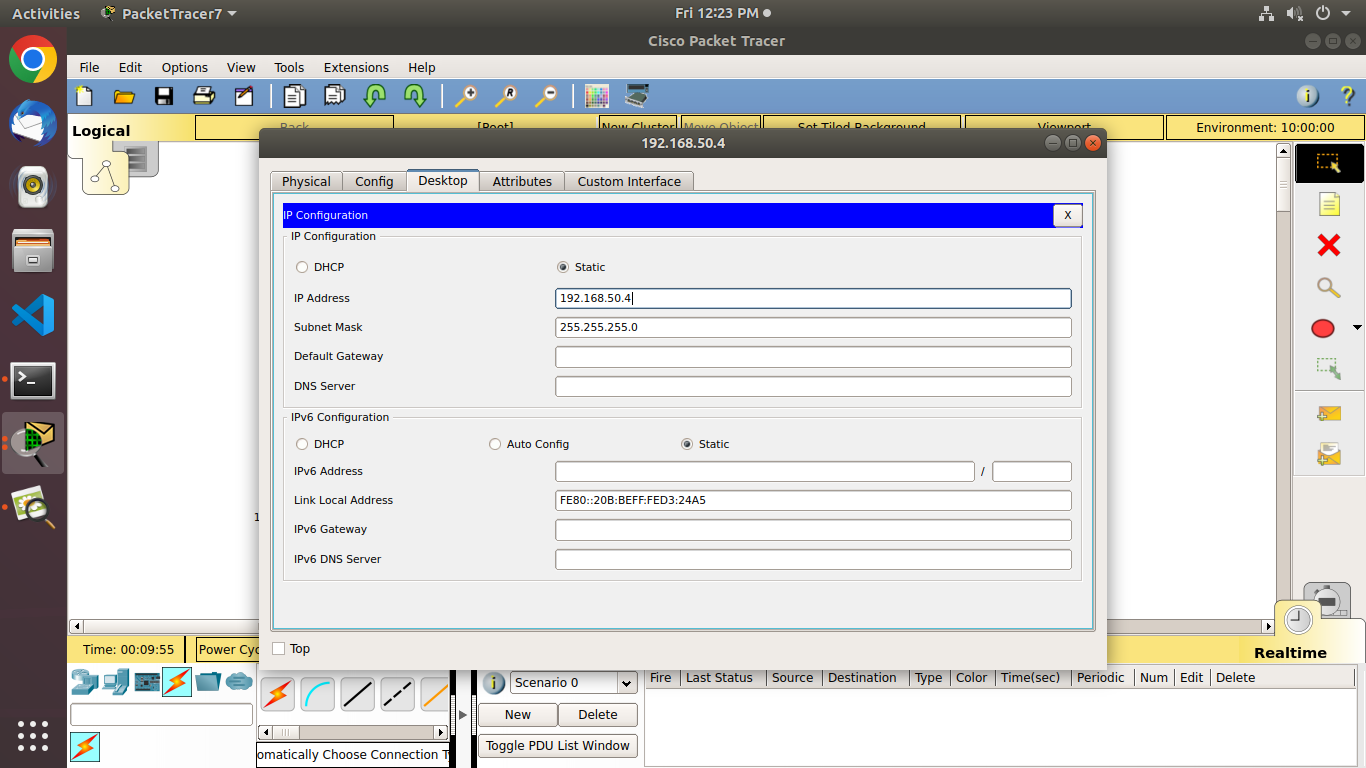 Activities PacketTracer7 Fri 12:23 PM
Cisco Packet Tracer
File Edit Options View Tools Extensions Help
Logical Back [Root] New Cluster Move Object Set Tiled Background Viewport Environment: 10:00:00
192.168.50.4
Physical Config Desktop Attributes Custom Interface
IP Configuration X
IP Configuration
DHCP Static
IP Address 192.168.50.4
Subnet Mask 255.255.255.0
Default Gateway
DNS Server
IPv6 Configuration
DHCP Auto Config Static
IPv6 Address /
Link Local Address FE80::20B:BEFF:FED3:24A5
IPv6 Gateway
IPv6 DNS Server
Top
Time: 00:09:55 Power Cyc
Realtime
Scenario 0
Fire Last Status Source Destination Type Color Time(sec) Periodic Num Edit Delete
New Delete
Toggle PDU List Window
omatically Choose Connection T